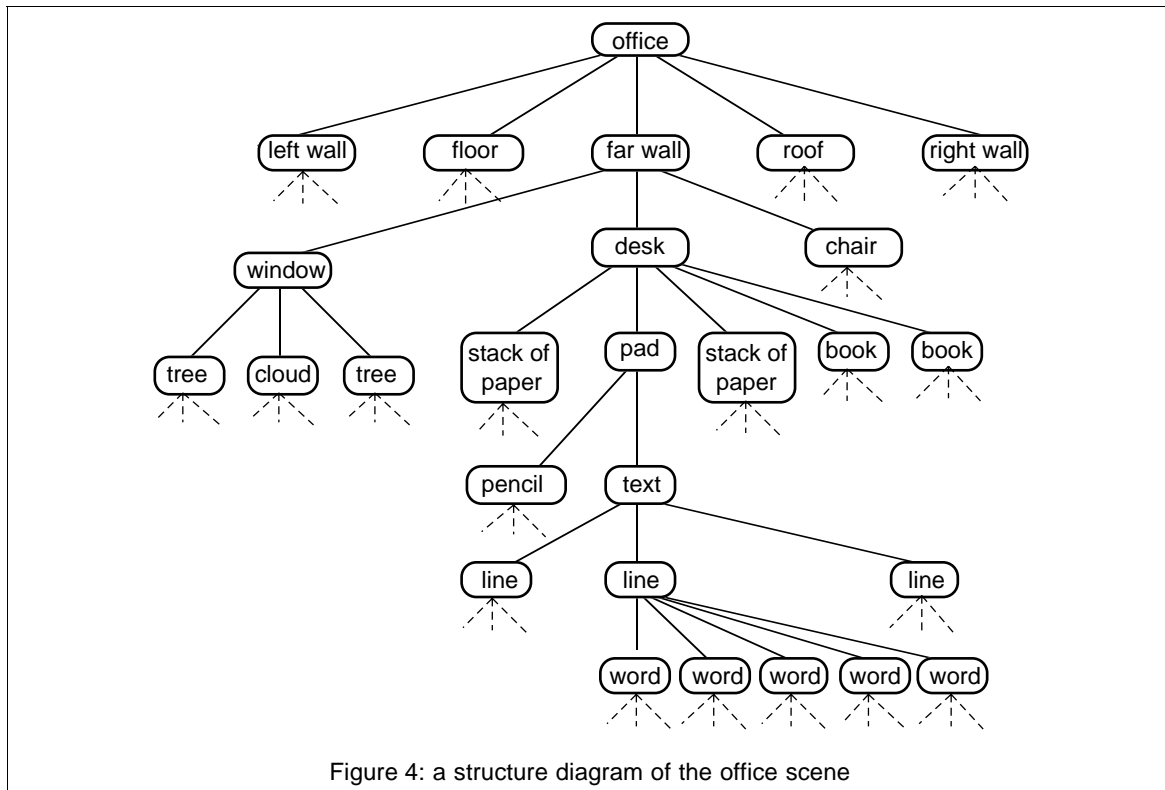 office
left wall
floor
far wall
roof
right wall
window
desk
chair
tree
cloud
tree
stack of
paper
pad
stack of
paper
book
book
pencil
text
line
line
line
word
word
word
word
word
Figure 4: a structure diagram of the office scene